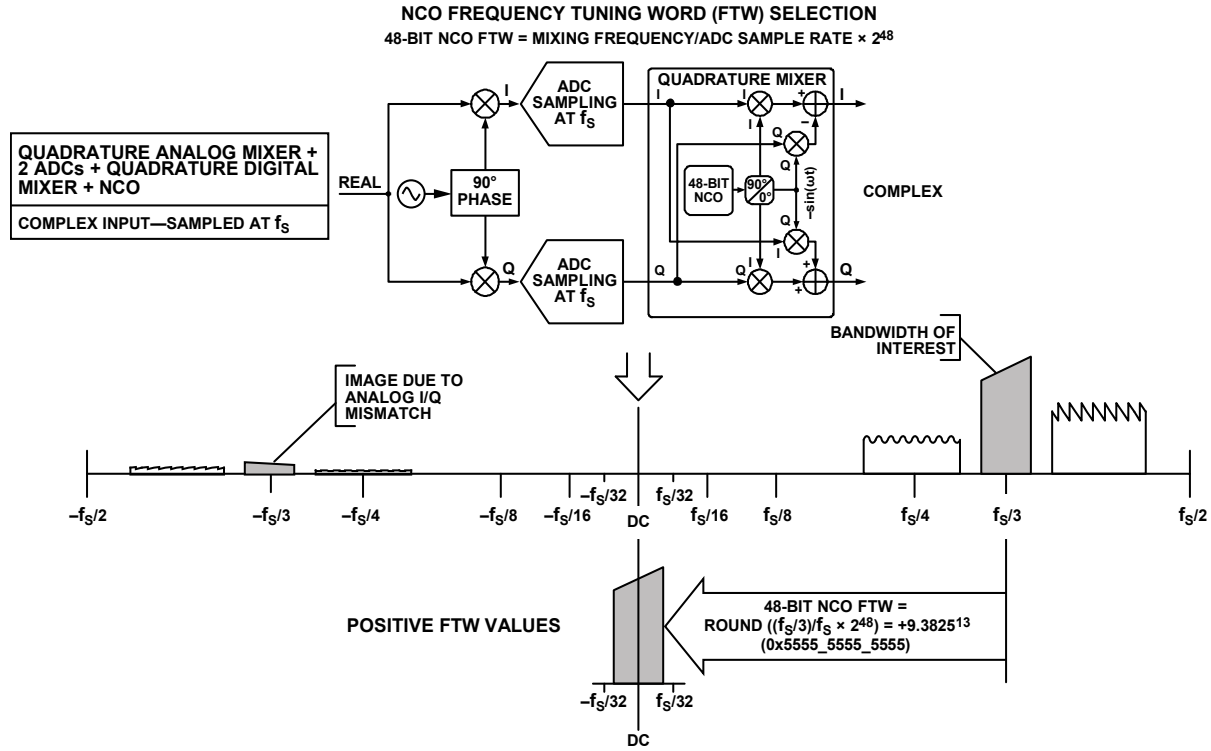 NCO FREQUENCY TUNING WORD (FTW) SELECTION
48-BIT NCO FTW = MIXING FREQUENCY/ADC SAMPLE RATE × 2⁴⁸
QUADRATURE ANALOG MIXER +
2 ADCs + QUADRATURE DIGITAL
MIXER + NCO
COMPLEX INPUT—SAMPLED AT fS
REAL
90°
PHASE
I
ADC
SAMPLING
AT fS
Q
ADC
SAMPLING
AT fS
QUADRATURE MIXER
I
I
+
I
–
I
Q
Q
48-BIT
NCO
90°
0°
–sin(ωt)
Q
Q
I
I
+
Q
Q
+
Q
COMPLEX
BANDWIDTH OF
INTEREST
IMAGE DUE TO
ANALOG I/Q
MISMATCH
–fS/2
–fS/3
–fS/4
–fS/8
–fS/16
–fS/32
DC
fS/32
fS/16
fS/8
fS/4
fS/3
fS/2
POSITIVE FTW VALUES
48-BIT NCO FTW =
ROUND ((fS/3)/fS × 2⁴⁸) = +9.3825¹³
(0x5555_5555_5555)
–fS/32
fS/32
DC